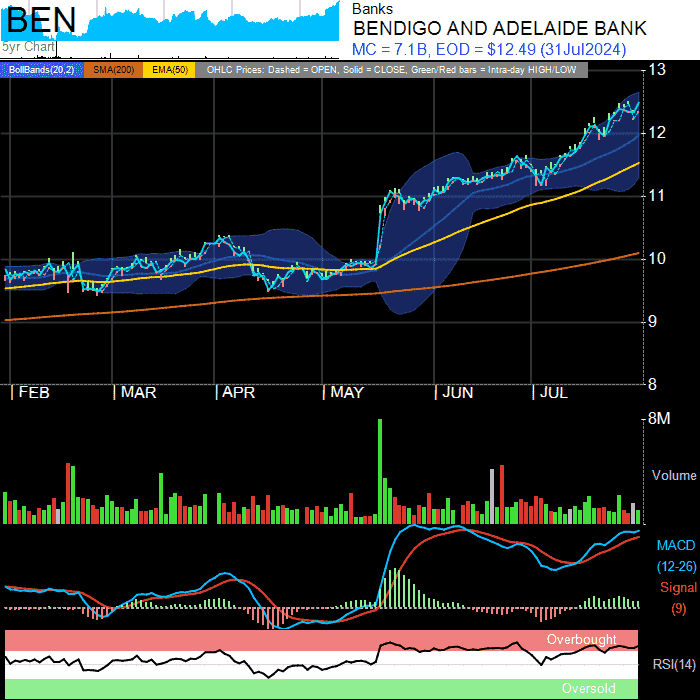 BEN
5yr Chart
Banks
BENDIGO AND ADELAIDE BANK
MC = 7.1B, EOD = $12.49 (31Jul2024)
BollBands(20,2) SMA(200) EMA(50) OHLC Prices: Dashed = OPEN, Solid = CLOSE, Green/Red bars = Intra-day HIGH/LOW
13
12
11
10
9
8
| FEB | MAR | APR | MAY | JUN | JUL
8M
Volume
MACD
(12-26)
Signal
(9)
Overbought
RSI(14)
Oversold